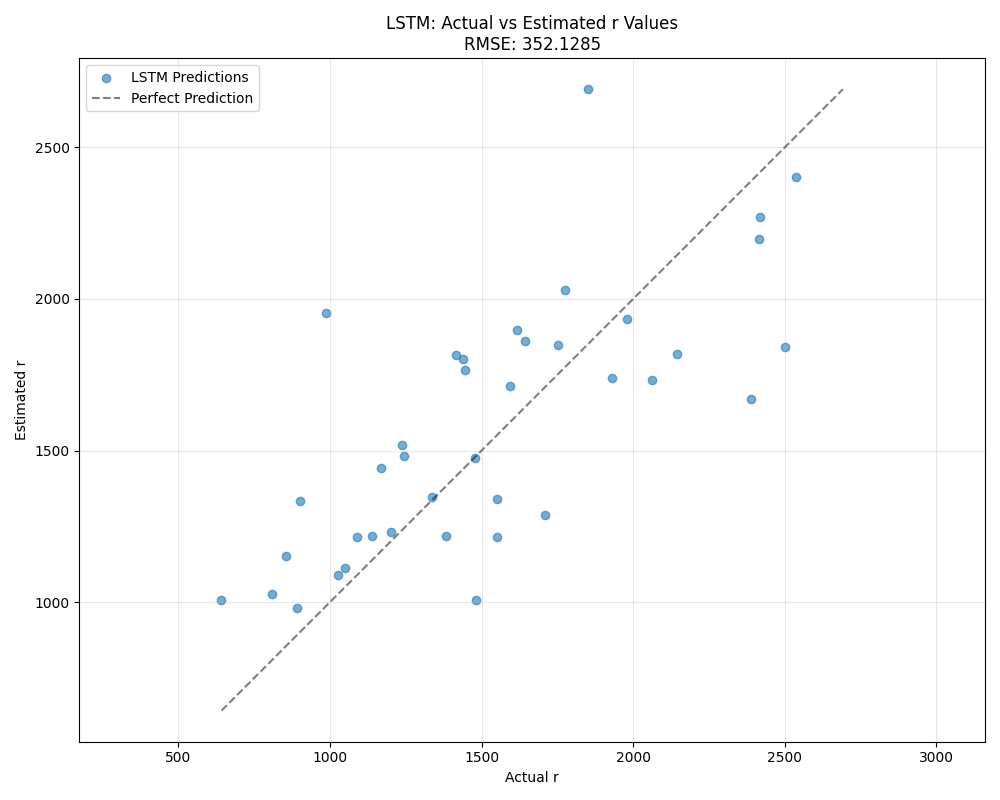 LSTM: Actual vs Estimated r Values
RMSE: 352.1285
LSTM Predictions
Perfect Prediction
2500
2000
1500
1000
Estimated r
500
1000
1500
2000
2500
3000
Actual r